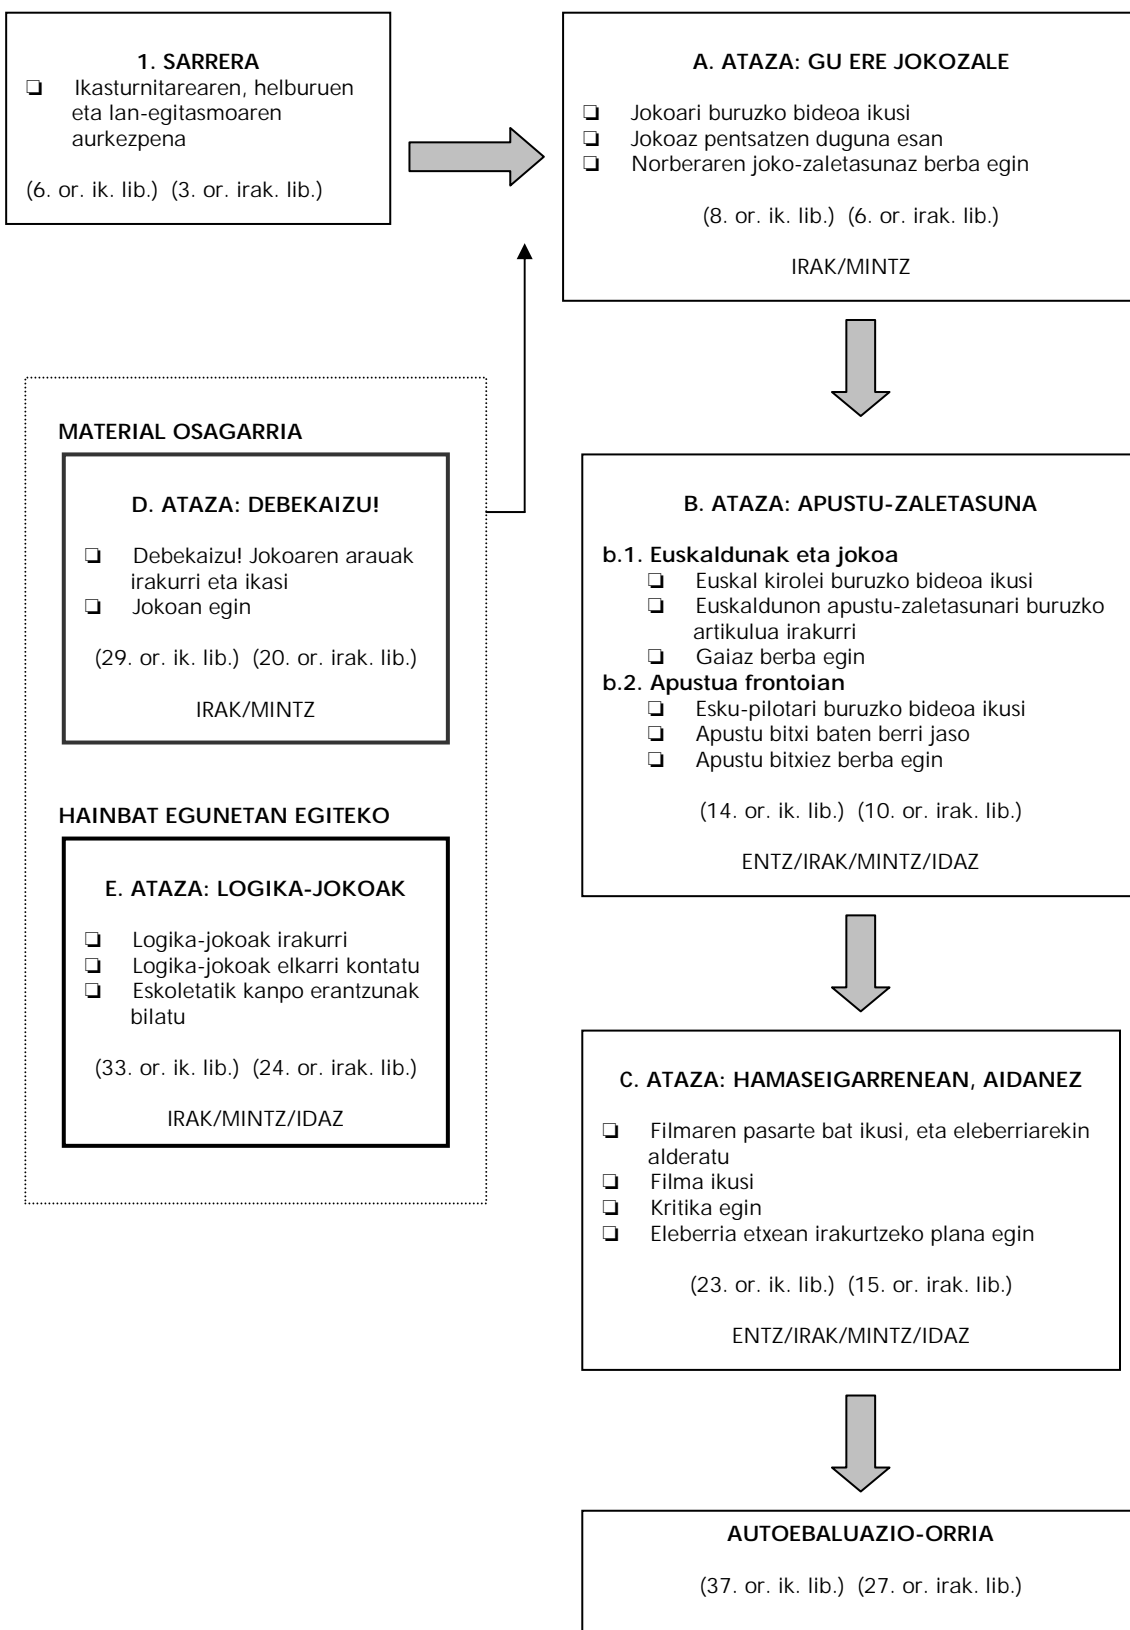 1. SARRERA
❏ Ikasturnitarearen, helburuen
eta lan-egitasmoaren
aurkezpena
(6. or. ik. lib.) (3. or. irak. lib.)
A. ATAZA: GU ERE JOKOZALE
❏ Jokoari buruzko bideoa ikusi
❏ Jokoaz pentsatzen duguna esan
❏ Norberaren joko-zaletasunaz berba egin
(8. or. ik. lib.) (6. or. irak. lib.)
IRAK/MINTZ
MATERIAL OSAGARRIA
D. ATAZA: DEBEKAIZU!
❏ Debekaizu! Jokoaren arauak
irakurri eta ikasi
❏ Jokoan egin
(29. or. ik. lib.) (20. or. irak. lib.)
IRAK/MINTZ
HAINBAT EGUNETAN EGITEKO
E. ATAZA: LOGIKA-JOKOAK
❏ Logika-jokoak irakurri
❏ Logika-jokoak elkarri kontatu
❏ Eskoletatik kanpo erantzunak
bilatu
(33. or. ik. lib.) (24. or. irak. lib.)
IRAK/MINTZ/IDAZ
B. ATAZA: APUSTU-ZALETASUNA
b.1. Euskaldunak eta jokoa
❏ Euskal kirolei buruzko bideoa ikusi
❏ Euskaldunon apustu-zaletasunari buruzko
artikulua irakurri
❏ Gaiaz berba egin
b.2. Apustua frontoian
❏ Esku-pilotari buruzko bideoa ikusi
❏ Apustu bitxi baten berri jaso
❏ Apustu bitxiez berba egin
(14. or. ik. lib.) (10. or. irak. lib.)
ENTZ/IRAK/MINTZ/IDAZ
C. ATAZA: HAMASEIGARRENEAN, AIDANEZ
❏ Filmaren pasarte bat ikusi, eta eleberriarekin
alderatu
❏ Filma ikusi
❏ Kritika egin
❏ Eleberria etxean irakurtzeko plana egin
(23. or. ik. lib.) (15. or. irak. lib.)
ENTZ/IRAK/MINTZ/IDAZ
AUTOEBALUAZIO-ORRIA
(37. or. ik. lib.) (27. or. irak. lib.)